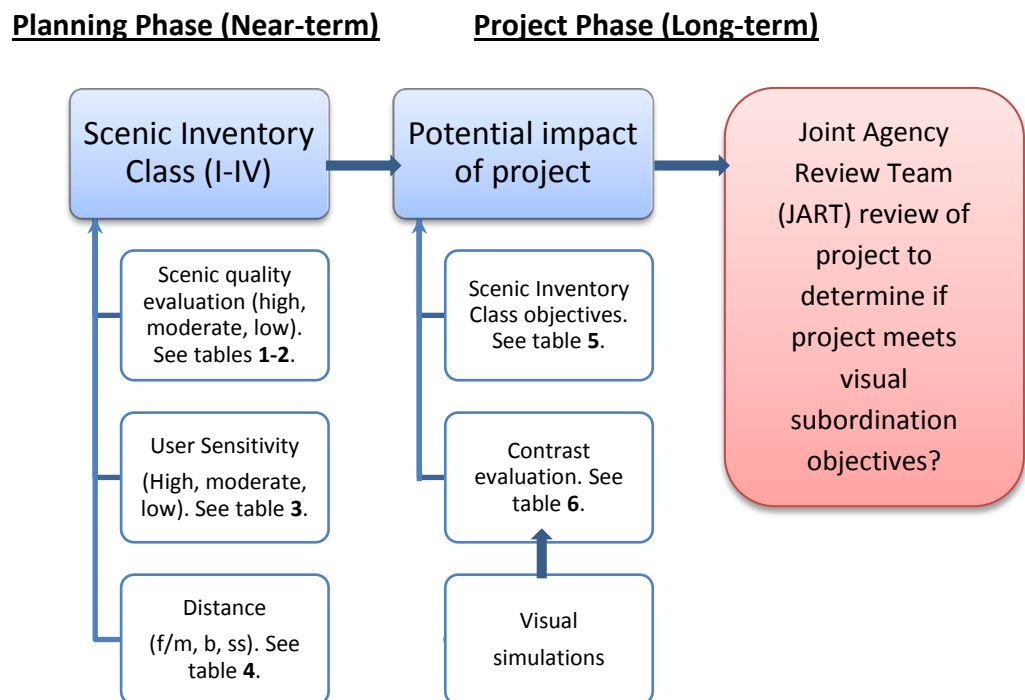 Planning Phase (Near-term)
Project Phase (Long-term)
Scenic Inventory
Class (I-IV)
Scenic quality
evaluation (high,
moderate, low).
See tables 1-2.
User Sensitivity
(High, moderate,
low). See table 3.
Distance
(f/m, b, ss). See
table 4.
Potential impact
of project
Scenic Inventory
Class objectives.
See table 5.
Contrast
evaluation. See
table 6.
Visual
simulations
Joint Agency
Review Team
(JART) review of
project to
determine if
project meets
visual
subordination
objectives?